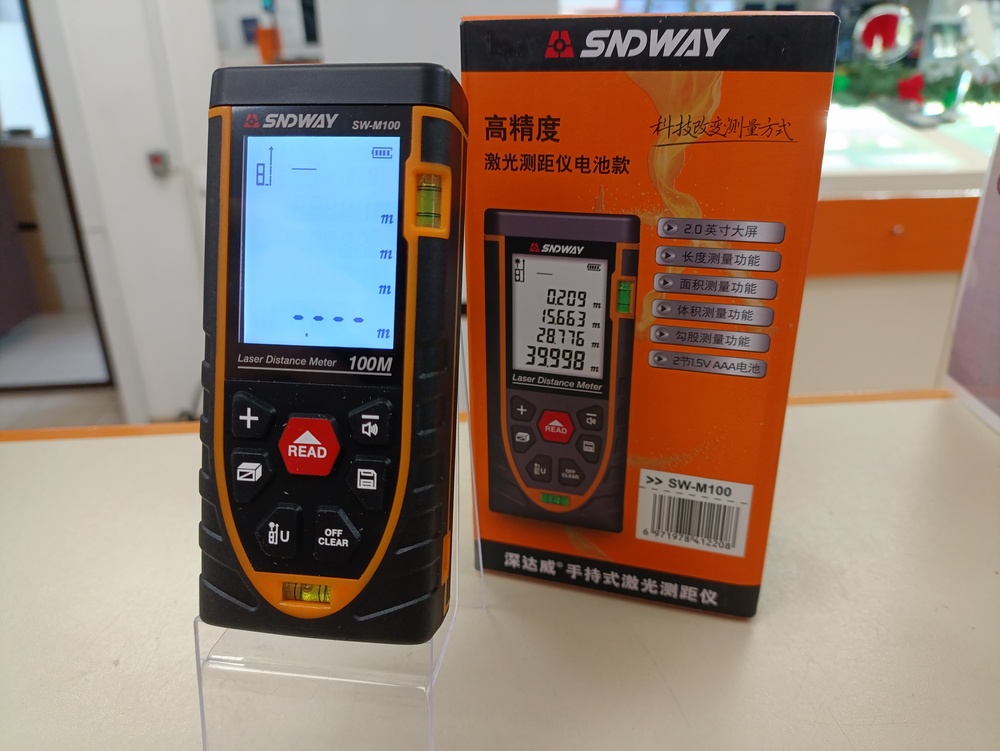 SNDWAY
SW-M100
m
m
m
m
Laser Distance Meter 100M
+
READ
U
OFF
CLEAR
SNDWAY
高精度
激光测距仪电池款
科技改变测量方式
SNDWAY
0.209 m
15.663 m
28.776 m
39.998 m
Laser Distance Meter
+
READ
U
OFF
CLEAR
2.0英寸大屏
长度测量功能
面积测量功能
体积测量功能
勾股测量功能
2节1.5V AAA电池
>> SW-M100
6 971978 412208
深达威®手持式激光测距仪